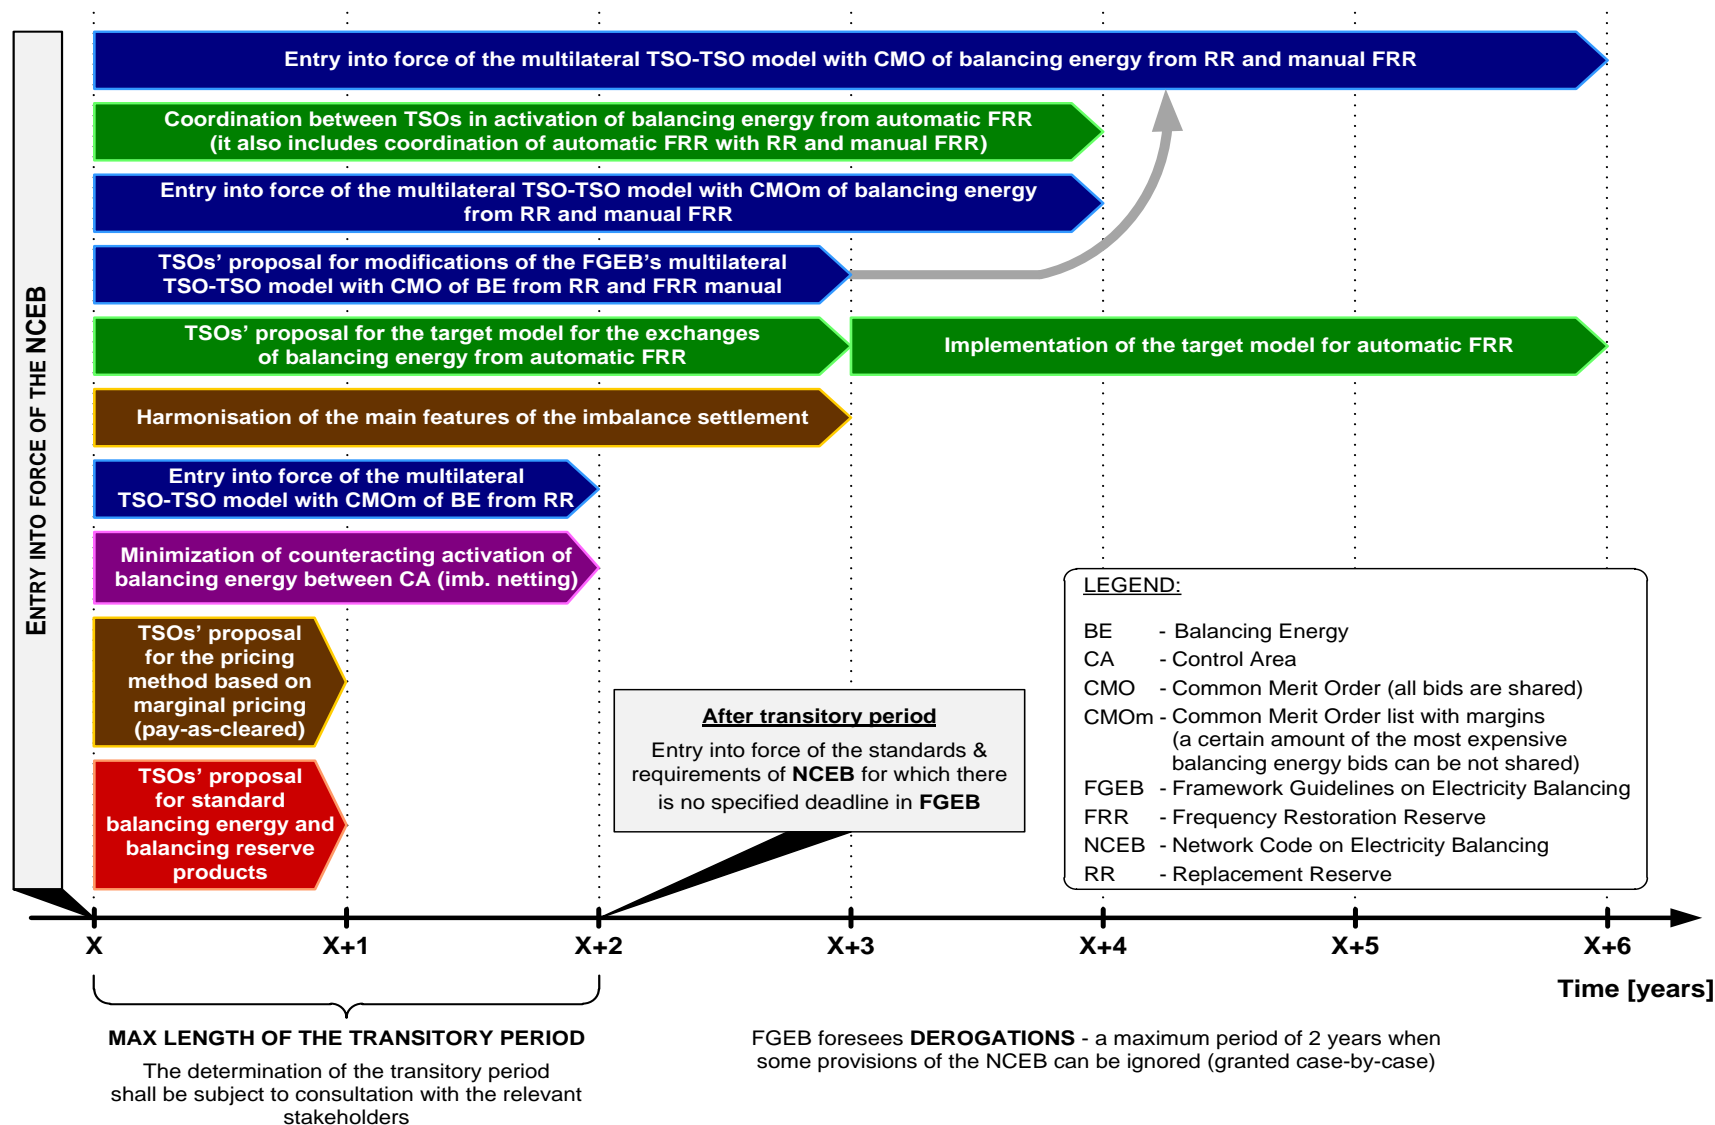 ENTRY INTO FORCE OF THE NCEB
Entry into force of the multilateral TSO-TSO model with CMO of balancing energy from RR and manual FRR
Coordination between TSOs in activation of balancing energy from automatic FRR
(it also includes coordination of automatic FRR with RR and manual FRR)
Entry into force of the multilateral TSO-TSO model with CMOm of balancing energy
from RR and manual FRR
TSOs’ proposal for modifications of the FGEB’s multilateral
TSO-TSO model with CMO of BE from RR and FRR manual
TSOs’ proposal for the target model for the exchanges
of balancing energy from automatic FRR
Implementation of the target model for automatic FRR
Harmonisation of the main features of the imbalance settlement
Entry into force of the multilateral
TSO-TSO model with CMOm of BE from RR
Minimization of counteracting activation of
balancing energy between CA (imb. netting)
TSOs’ proposal
for the pricing
method based on
marginal pricing
(pay-as-cleared)
TSOs’ proposal
for standard
balancing energy and
balancing reserve
products
After transitory period
Entry into force of the standards &
requirements of NCEB for which there
is no specified deadline in FGEB
LEGEND:
BE - Balancing Energy
CA - Control Area
CMO - Common Merit Order (all bids are shared)
CMOm - Common Merit Order list with margins
(a certain amount of the most expensive
balancing energy bids can be not shared)
FGEB - Framework Guidelines on Electricity Balancing
FRR - Frequency Restoration Reserve
NCEB - Network Code on Electricity Balancing
RR - Replacement Reserve
X X+1 X+2 X+3 X+4 X+5 X+6
Time [years]
MAX LENGTH OF THE TRANSITORY PERIOD
The determination of the transitory period
shall be subject to consultation with the relevant
stakeholders
FGEB foresees DEROGATIONS - a maximum period of 2 years when
some provisions of the NCEB can be ignored (granted case-by-case)